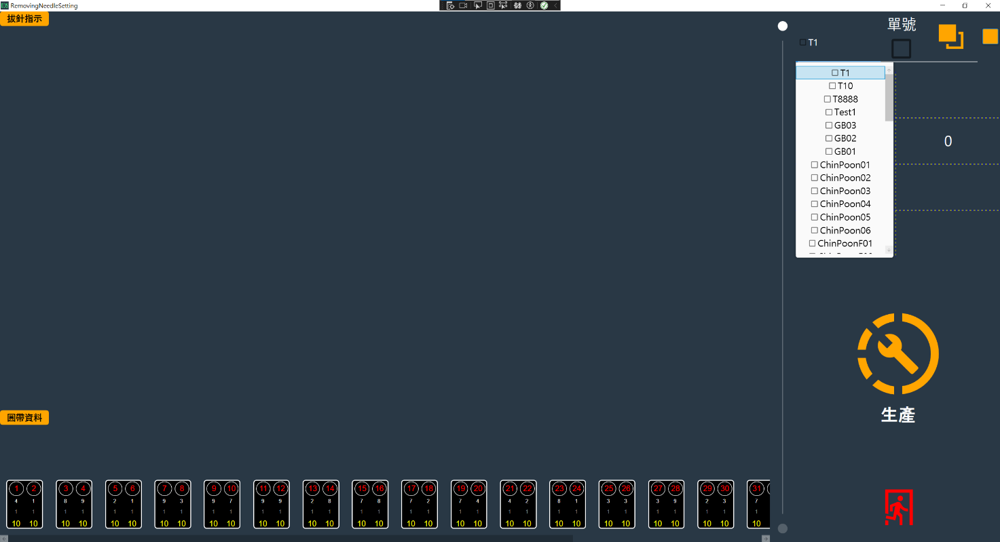 RemovingNeedleSetting
拔針指示
單號
T1
T1
T10
T8888
Test1
GB03
GB02
GB01
ChinPoon01
ChinPoon02
ChinPoon03
ChinPoon04
ChinPoon05
ChinPoon06
ChinPoonF01
0
生產
圓帶資料
1 2 3 4 5 6 7 8 9 10 11 12 13 14 15 16 17 18 19 20 21 22 23 24 25 26 27 28 29 30 31
4 1 8 9 2 1 9 3 9 7 9 9 2 8 7 8 7 2 7 4 4 2 8 1 3 3 3 9 2 3 7
1 1 1 1 1 1 1 1 1 1 1 1 1 1 1 1 1 1 1 1 1 1 1 1 1 1 1 1 1 1 1
10 10 10 10 10 10 10 10 10 10 10 10 10 10 10 10 10 10 10 10 10 10 10 10 10 10 10 10 10 10 10